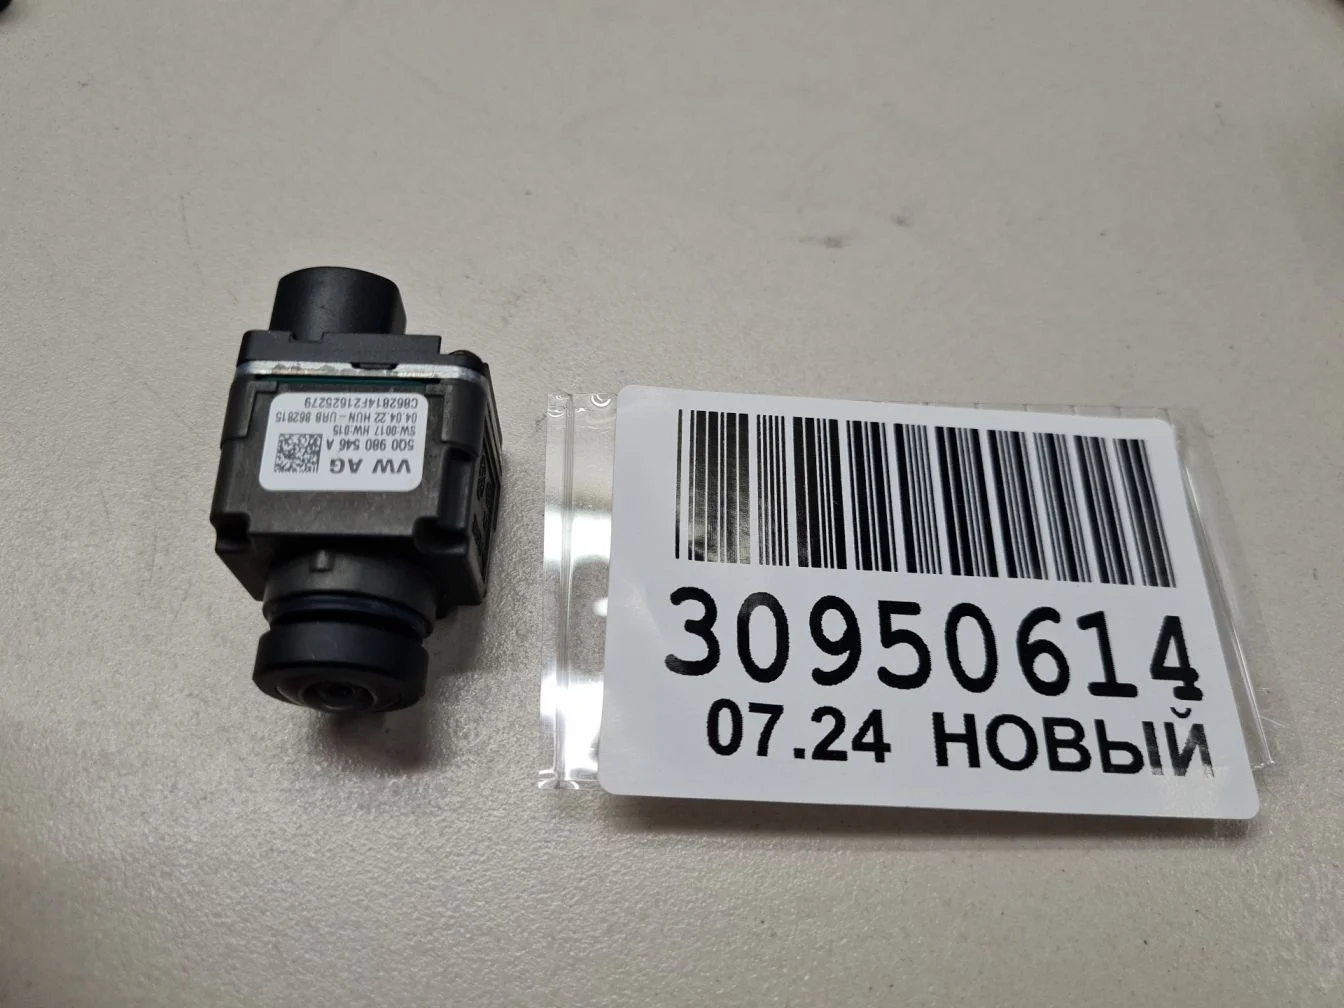 VW AG
5Q0 980 546 A
SW:0017 HW:015
04.04.22 HUN - URB 862815
C862814F21625279
30950614
07.24 НОВЫЙ